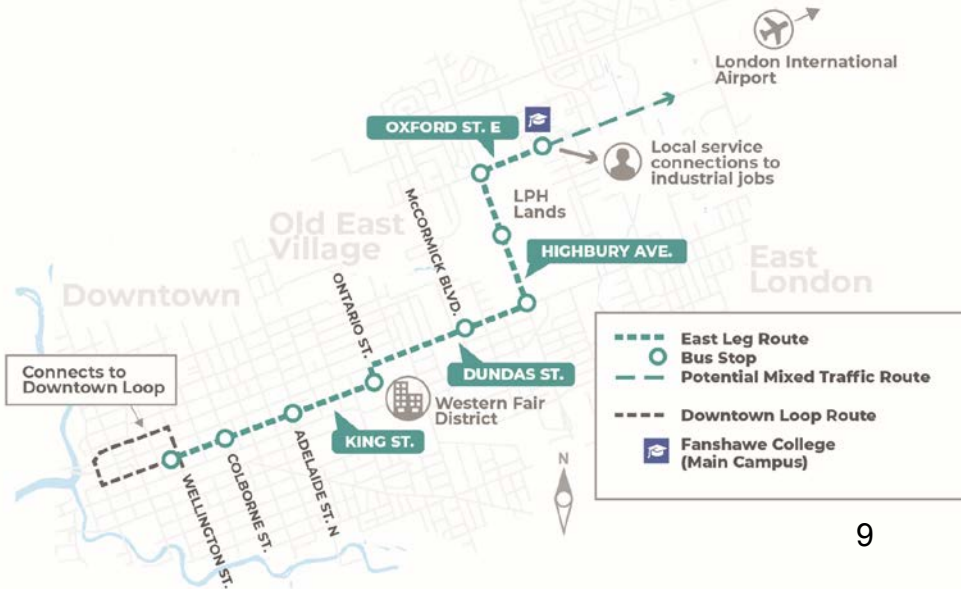 London International
Airport
OXFORD ST. E
Local service
connections to
industrial jobs
LPH
Lands
McCORMICK BLVD.
Old East
Village
HIGHBURY AVE.
East
London
Downtown
ONTARIO ST.
Connects to
Downtown Loop
DUNDAS ST.
Western Fair
District
KING ST.
ADELAIDE ST. N
COLBORNE ST.
WELLINGTON ST.
N
East Leg Route
Bus Stop
Potential Mixed Traffic Route
Downtown Loop Route
Fanshawe College
(Main Campus)
9